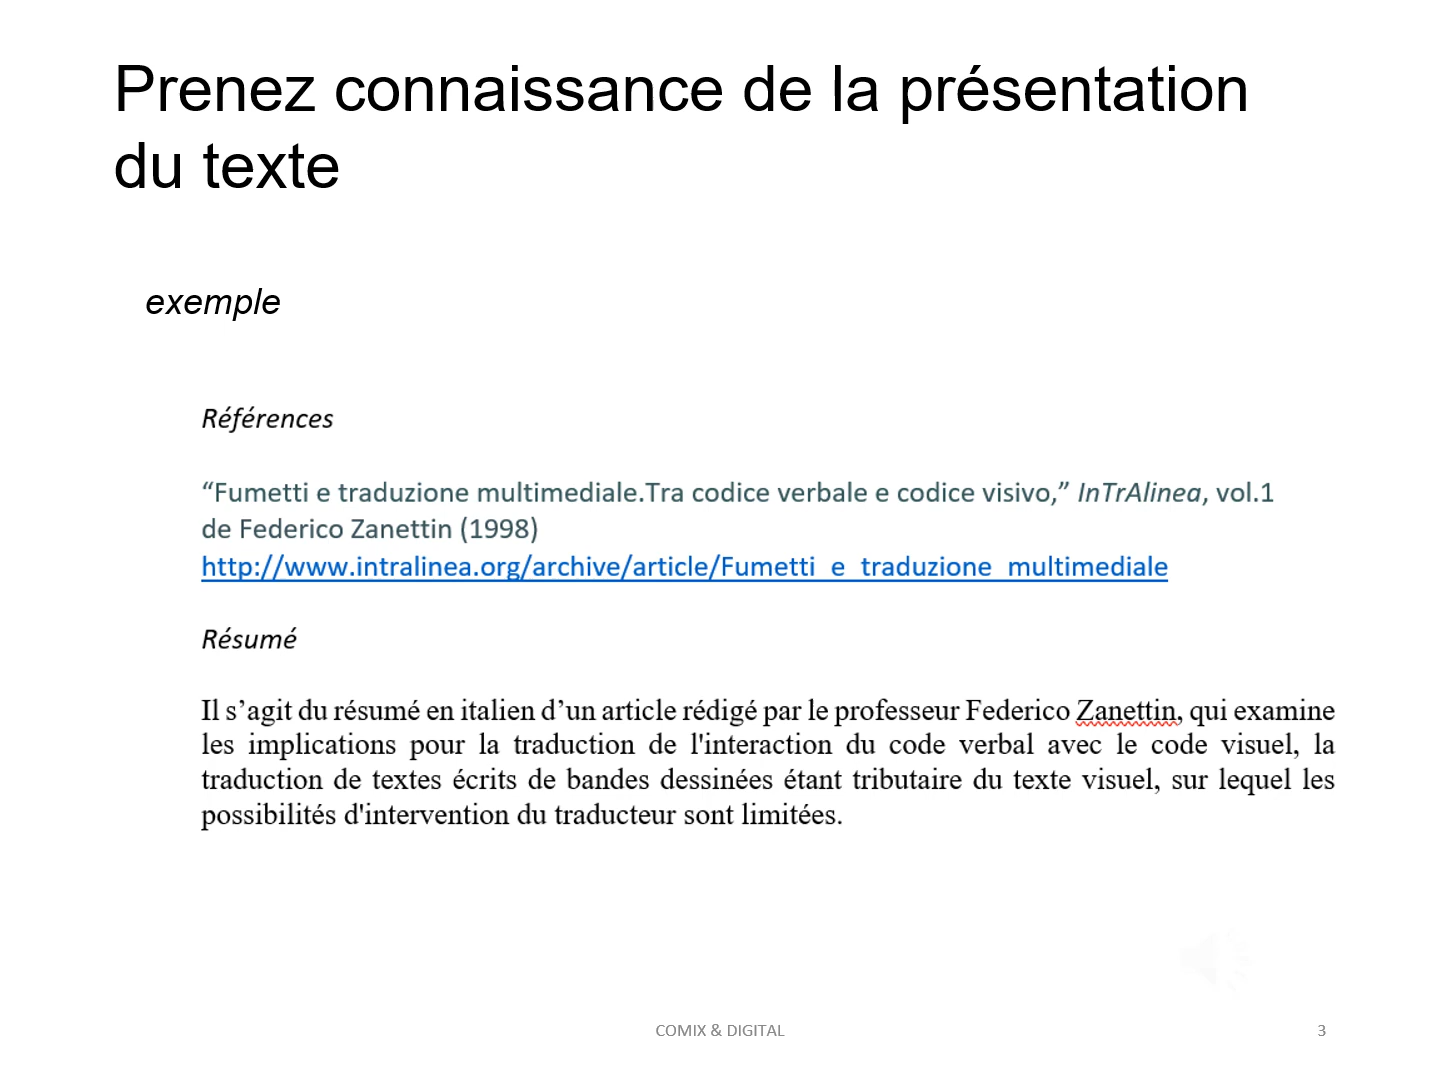 Prenez connaissance de la présentation
du texte
exemple
Références
“Fumetti e traduzione multimediale.Tra codice verbale e codice visivo,” InTrAlinea, vol.1
de Federico Zanettin (1998)
http://www.intralinea.org/archive/article/Fumetti_e_traduzione_multimediale
Résumé
Il s’agit du résumé en italien d’un article rédigé par le professeur Federico Zanettin, qui examine
les implications pour la traduction de l'interaction du code verbal avec le code visuel, la
traduction de textes écrits de bandes dessinées étant tributaire du texte visuel, sur lequel les
possibilités d'intervention du traducteur sont limitées.
COMIX & DIGITAL
3